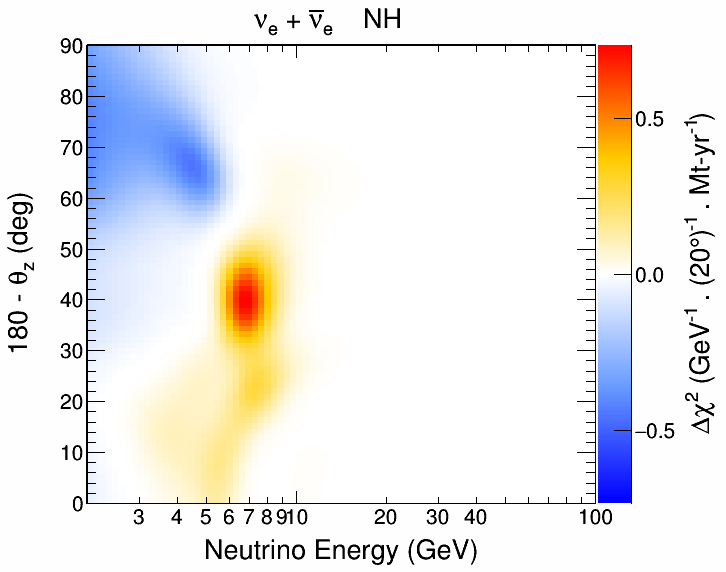 νₑ + ν̅ₑ NH
90
80
70
60
50
40
30
20
10
0
180 - θ_z (deg)
3 4 5 6 7 8 9 10 20 30 40 100
Neutrino Energy (GeV)
0.5
0.0
−0.5
Δχ² (GeV⁻¹ . (20°)⁻¹ . Mt-yr⁻¹)